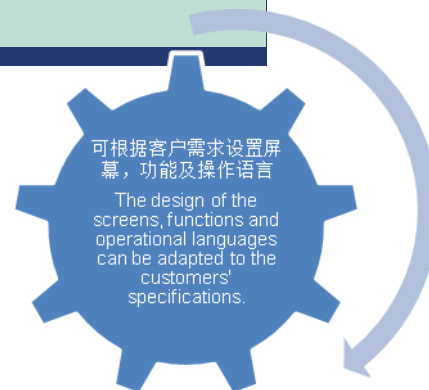 可根据客户需求设置屏
幕，功能及操作语言
The design of the
screens, functions and
operational languages
can be adapted to the
customers'
specifications.